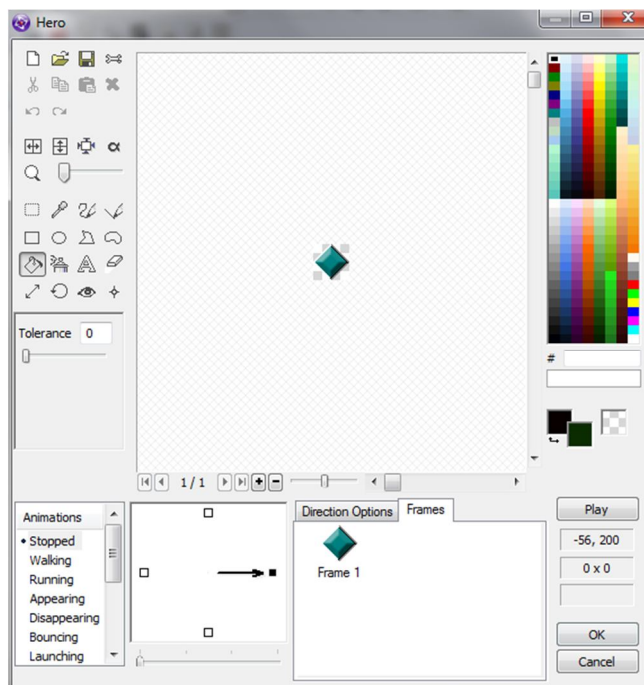 Hero
Tolerance 0
#
1 / 1
Animations
Stopped
Walking
Running
Appearing
Disappearing
Bouncing
Launching
Direction Options
Frames
Frame 1
Play
-56, 200
0 x 0
OK
Cancel